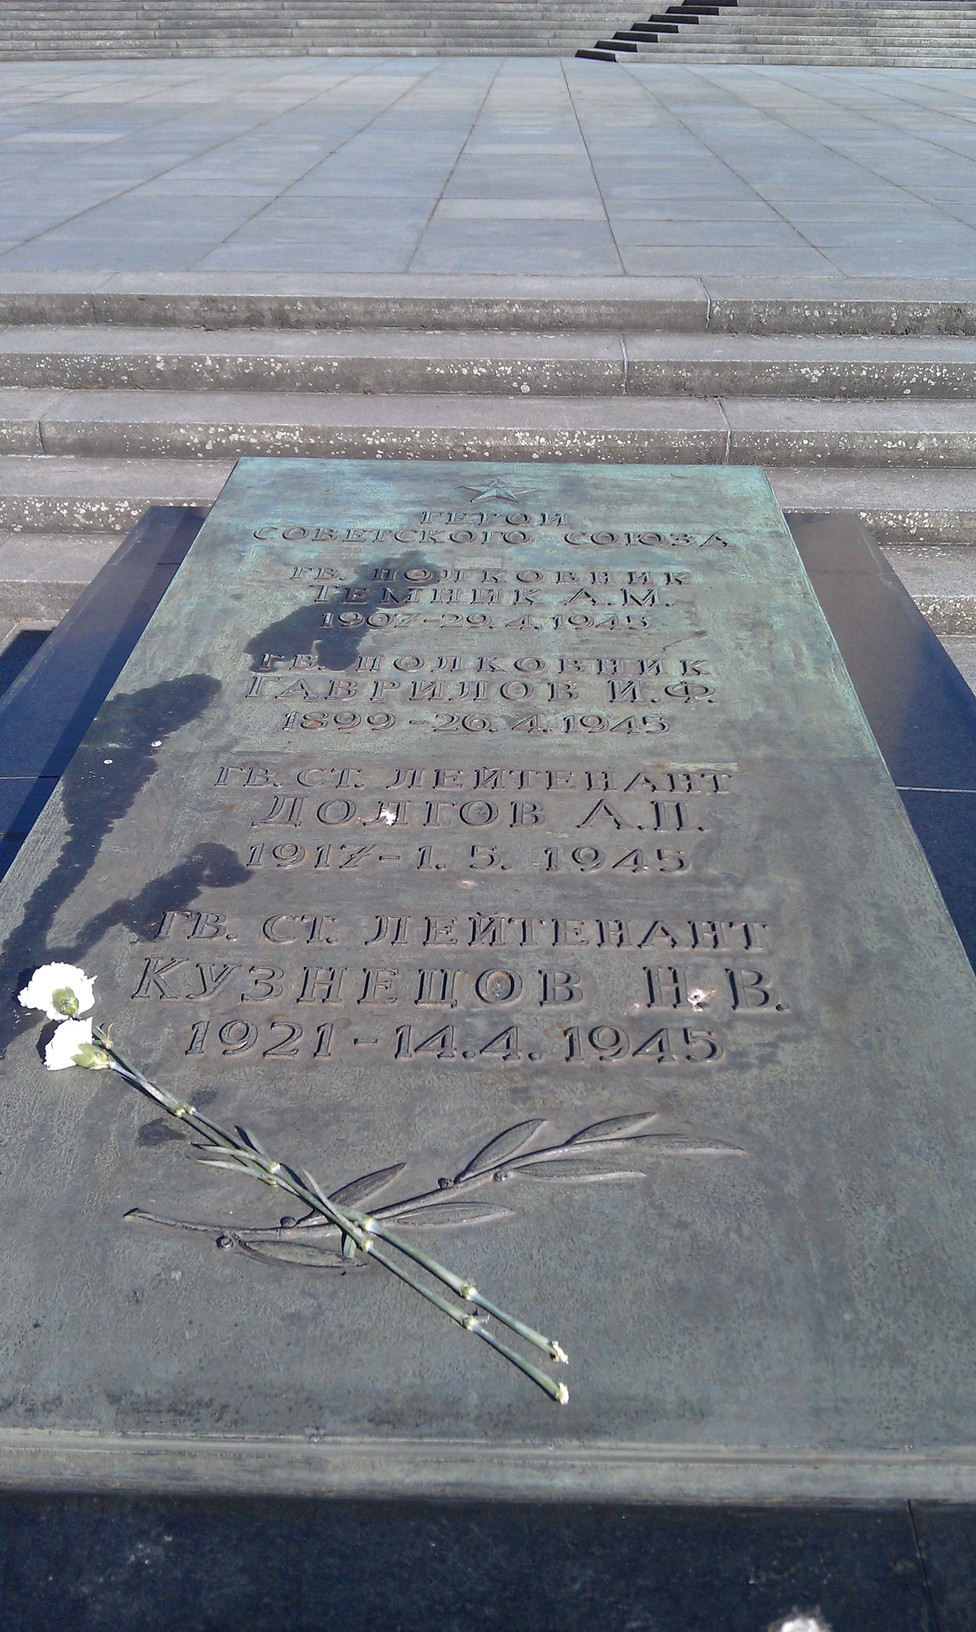 ГЕРОИ
СОВЕТСКОГО СОЮЗА
ГВ. ПОЛКОВНИК
ТЕМНИК А.М.
1907-29.4.1945
ГВ. ПОЛКОВНИК
ГАВРИЛОВ И.Ф.
1899-26.4.1945
ГВ. СТ. ЛЕЙТЕНАНТ
ДОЛГОВ Л.П.
1917-1.5.1945
ГВ. СТ. ЛЕЙТЕНАНТ
КУЗНЕЦОВ Н.В.
1921-14.4.1945